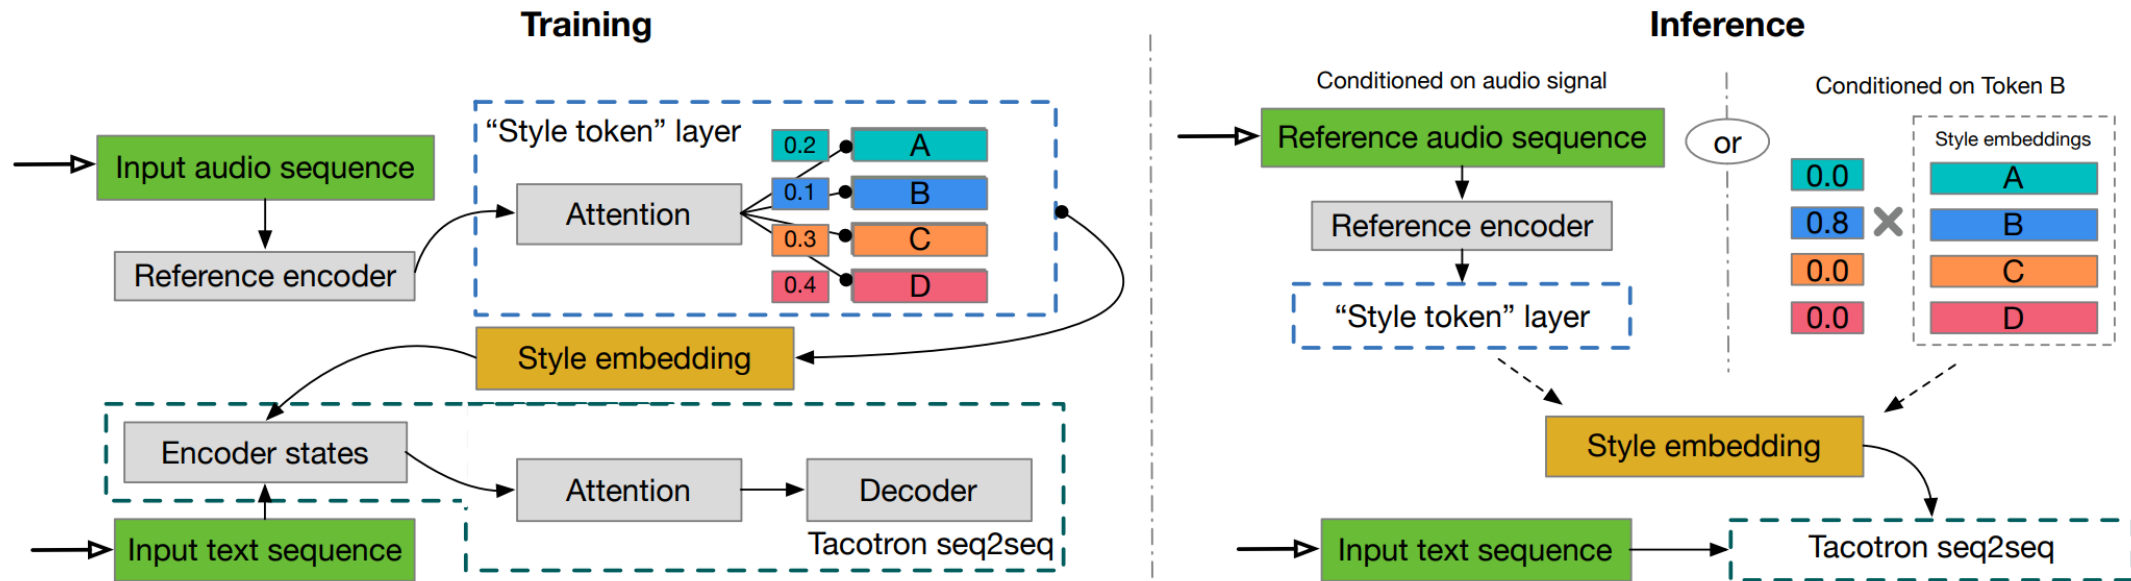 Training
Input audio sequence
Reference encoder
“Style token” layer
Attention
0.2
A
0.1
B
0.3
C
0.4
D
Style embedding
Encoder states
Attention
Decoder
Input text sequence
Tacotron seq2seq
Inference
Conditioned on audio signal
Reference audio sequence
Reference encoder
“Style token” layer
or
Conditioned on Token B
Style embeddings
0.0
A
0.8
B
0.0
C
0.0
D
Style embedding
Input text sequence
Tacotron seq2seq